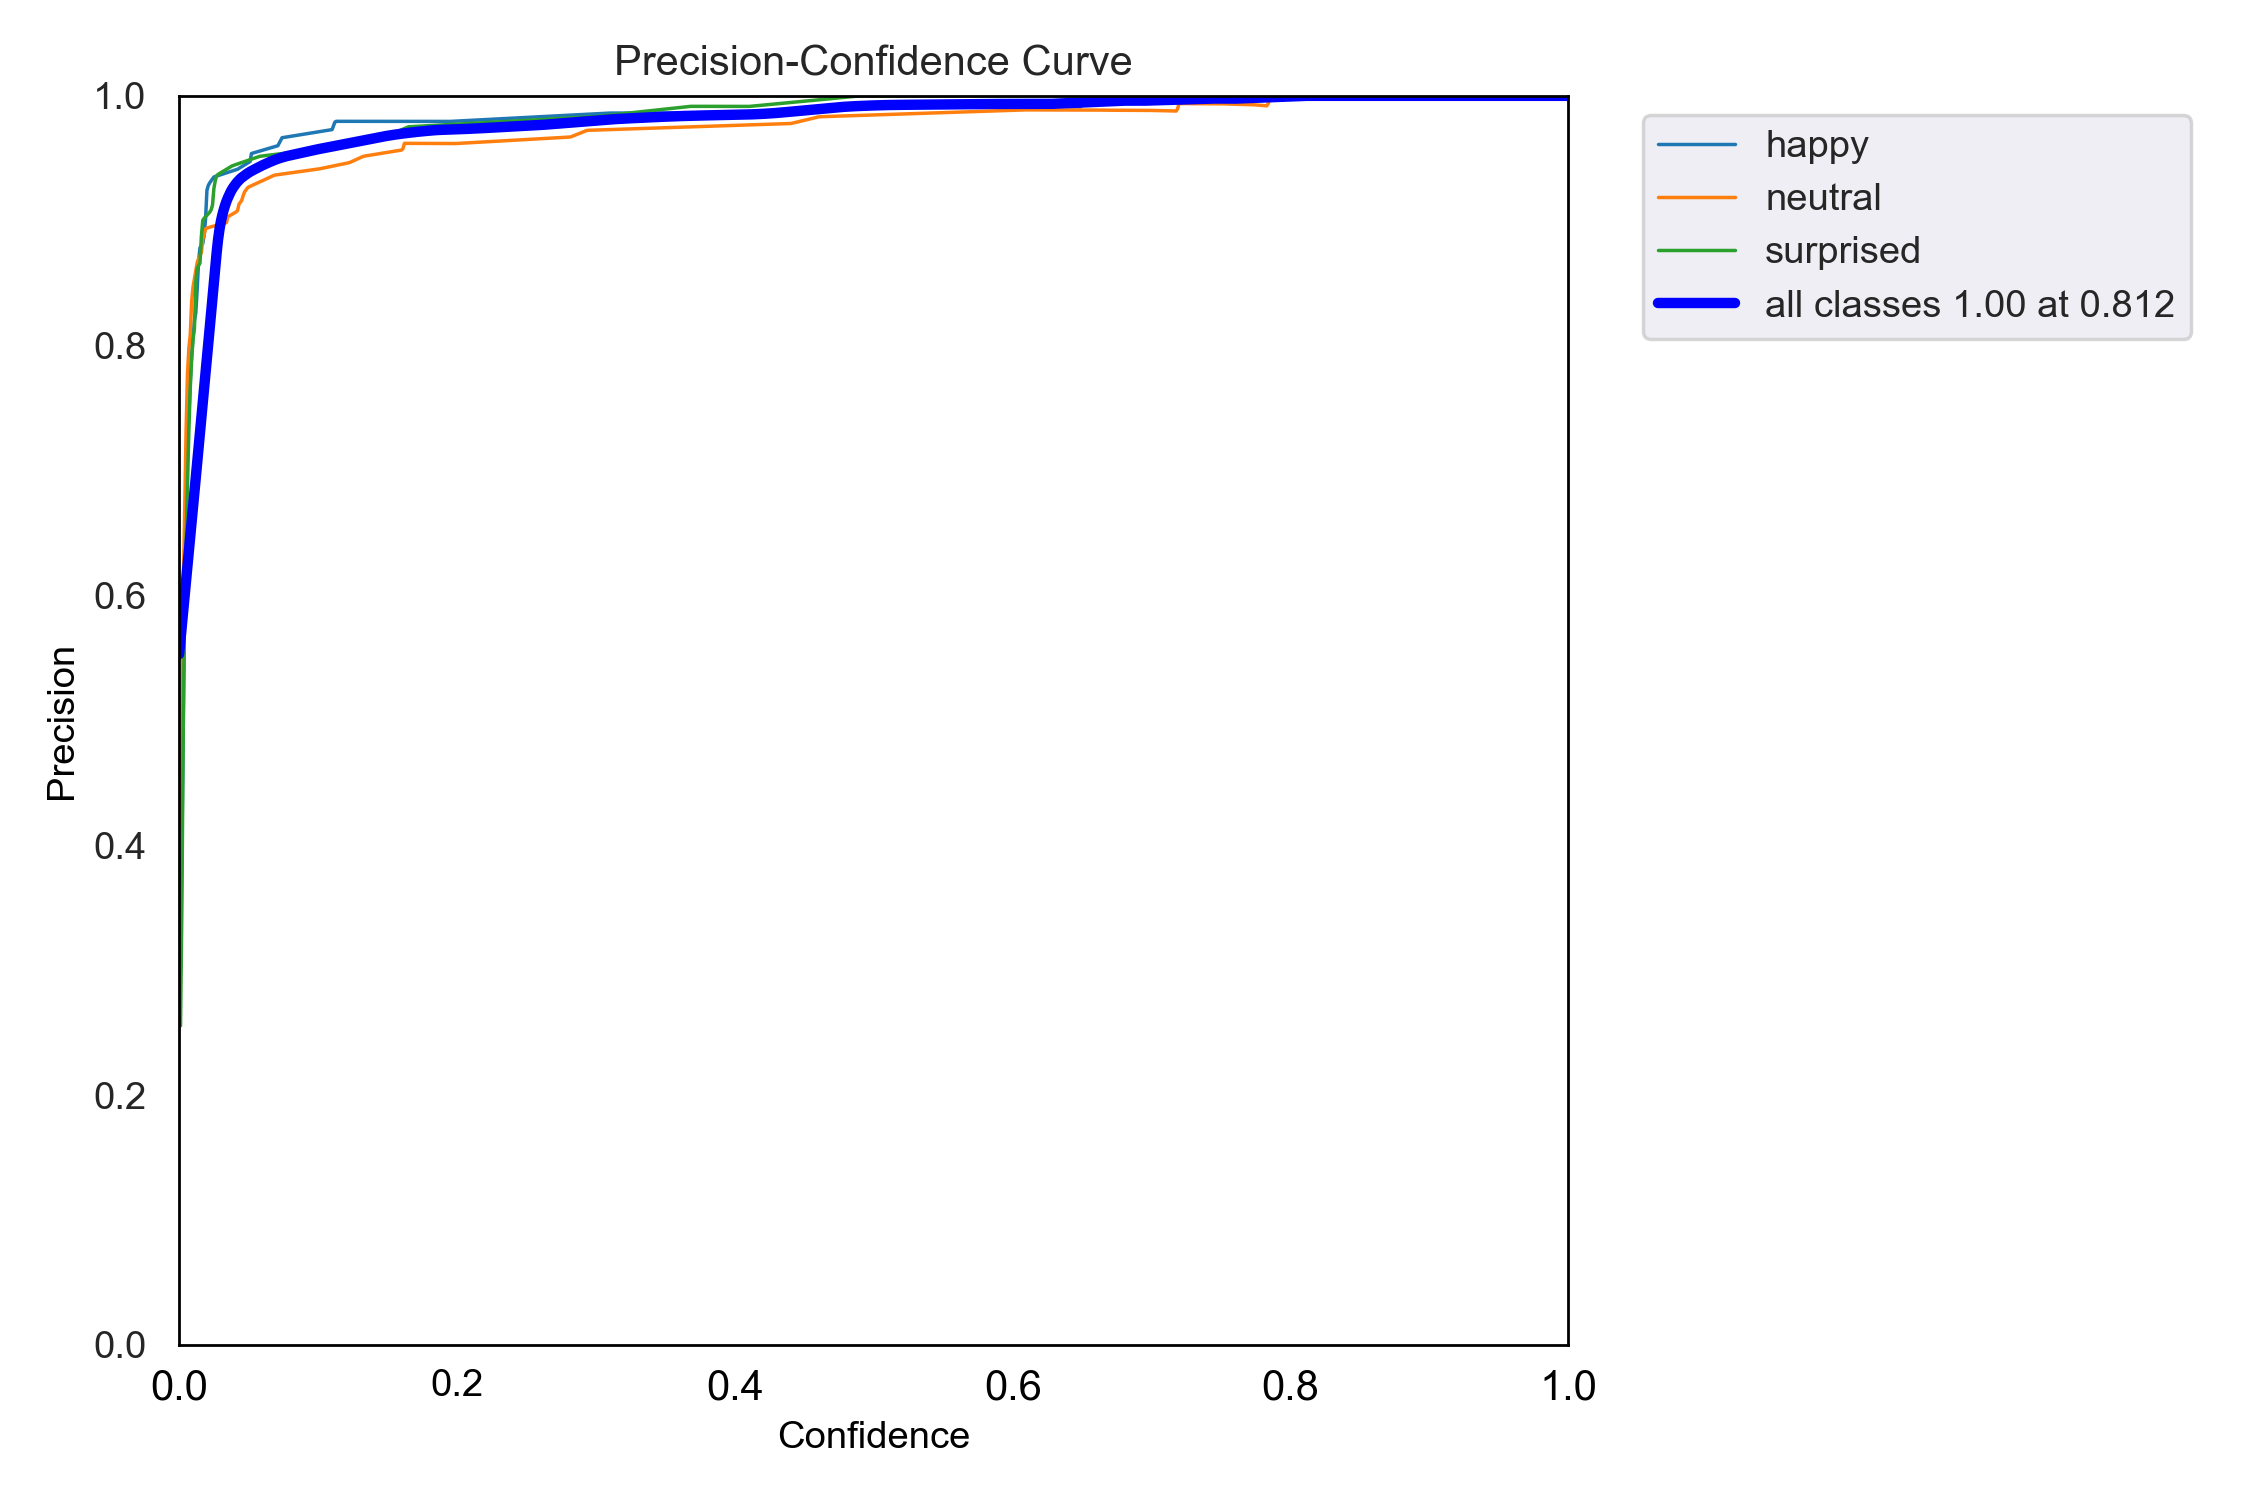 Precision-Confidence Curve
1.0
0.8
0.6
0.4
0.2
0.0
Precision
0.0 0.2 0.4 0.6 0.8 1.0
Confidence
happy
neutral
surprised
all classes 1.00 at 0.812